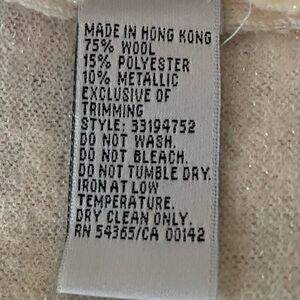 MADE IN HONG KONG
75% WOOL
15% POLYESTER
10% METALLIC
EXCLUSIVE OF
TRIMMING
STYLE: 33194752
DO NOT WASH.
DO NOT BLEACH.
DO NOT TUMBLE DRY.
IRON AT LOW
TEMPERATURE.
DRY CLEAN ONLY.
RN 54365/CA 00142